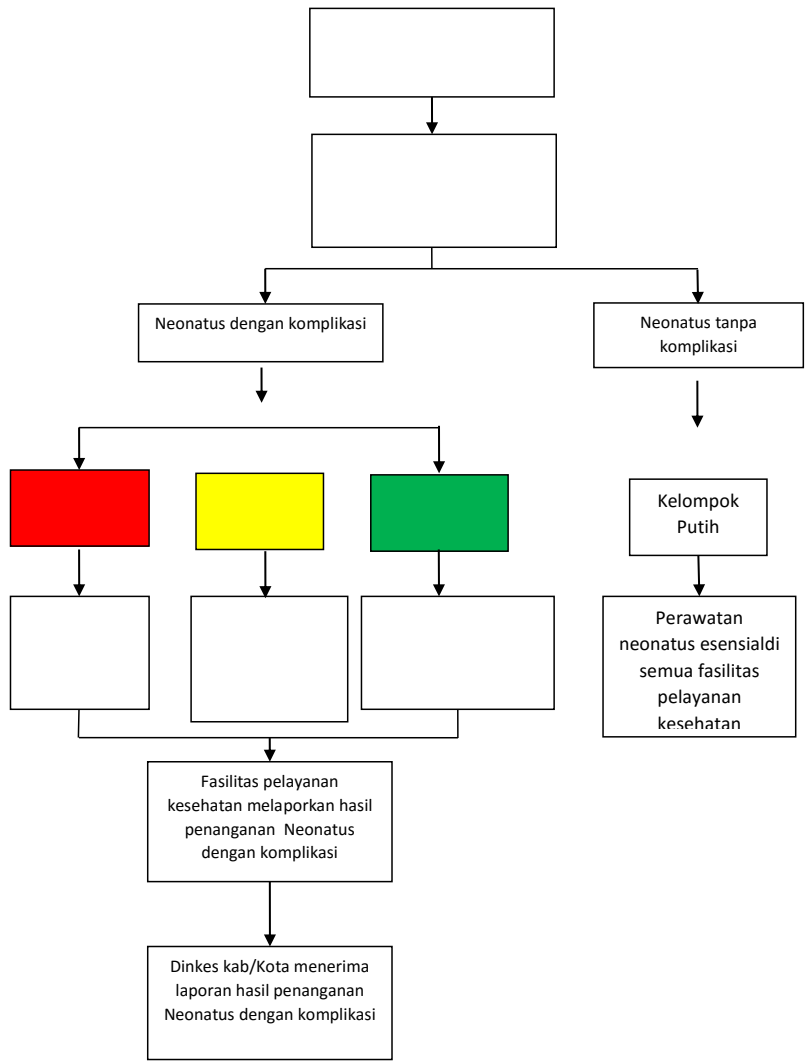 Neonatus dengan komplikasi
Neonatus tanpa
komplikasi
Kelompok
Putih
Perawatan
neonatus esensialdi
semua fasilitas
pelayanan
kesehatan
Fasilitas pelayanan
kesehatan melaporkan hasil
penanganan Neonatus
dengan komplikasi
Dinkes kab/Kota menerima
laporan hasil penanganan
Neonatus dengan komplikasi